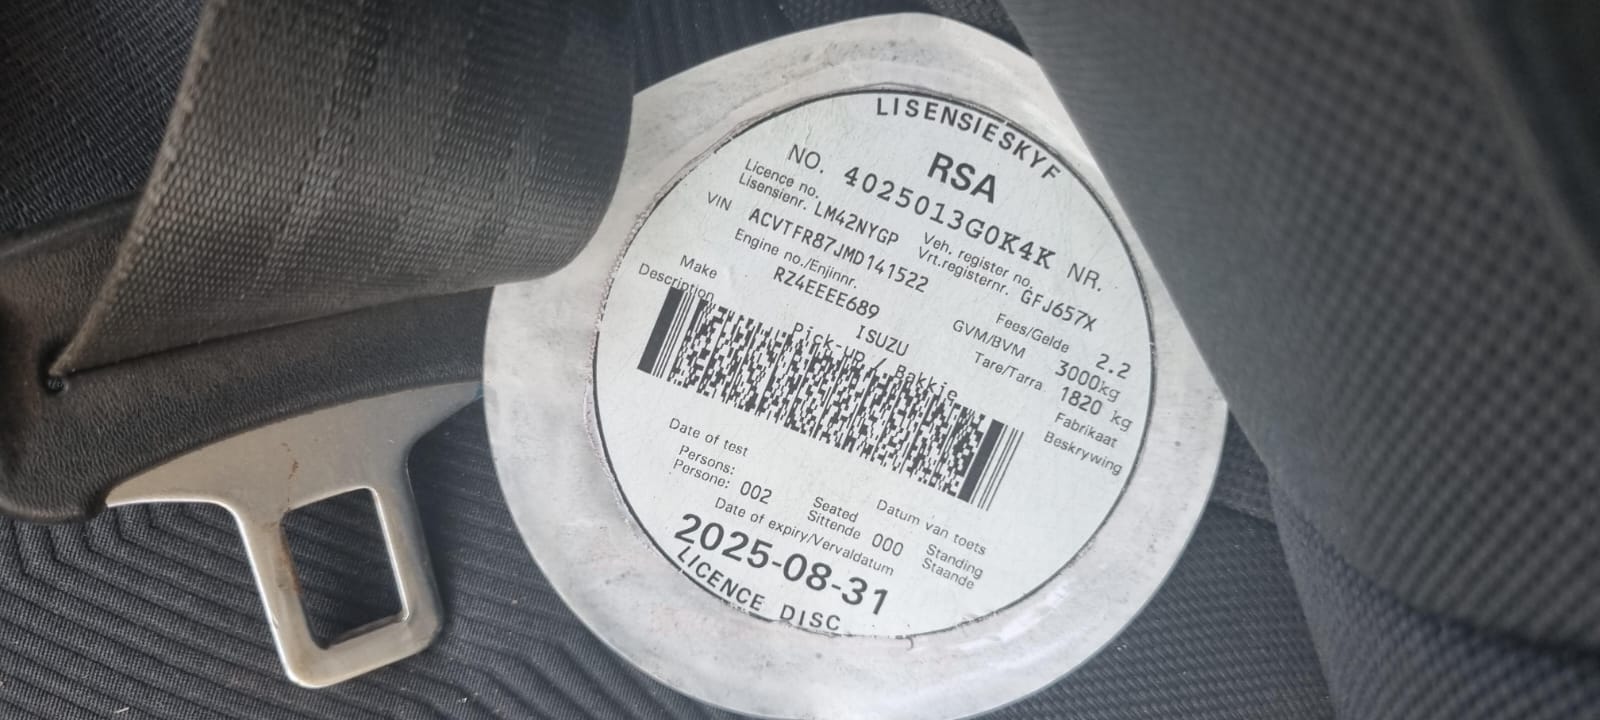 LISENSIESKYF
RSA
NO. 4025013G0K4K NR.
Licence no. LM42NYGP Veh. register no. GFJ657X
Lisensienr. Vrt.registernr.
VIN ACVTFR87JMD141522 Fees/Gelde 2.2
Engine no./Enjinnr. RZ4EEEE689 GVM/BVM 3000kg
Tare/Tarra 1820 kg
Make ISUZU Fabrikaat
Description Pick-up / Bakkie Beskrywing
Date of test Datum van toets
Persons: 002 Seated 000 Standing
Persone: Sittende Staande
Date of expiry/Vervaldatum
2025-08-31
LICENCE DISC